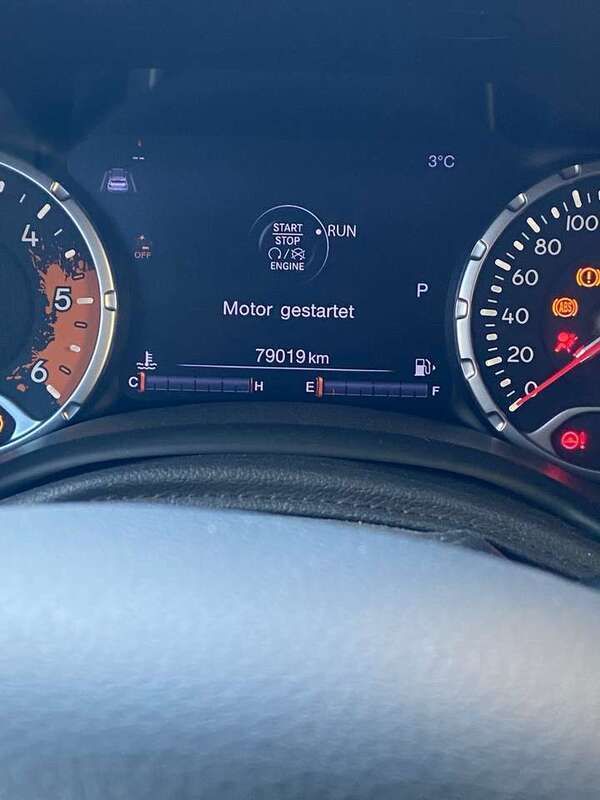 3°C
4
5
6
OFF
START
STOP
ENGINE
RUN
Motor gestartet
P
79019 km
C H
E F
100
80
60
40
20
0
ABS